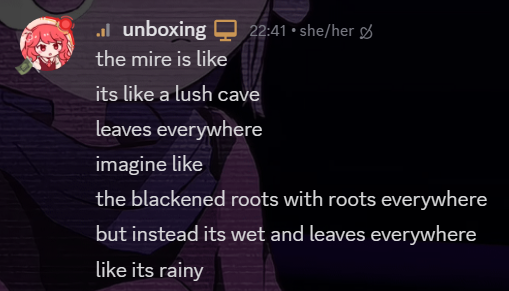 unboxing 22:41 • she/her
the mire is like
its like a lush cave
leaves everywhere
imagine like
the blackened roots with roots everywhere
but instead its wet and leaves everywhere
like its rainy